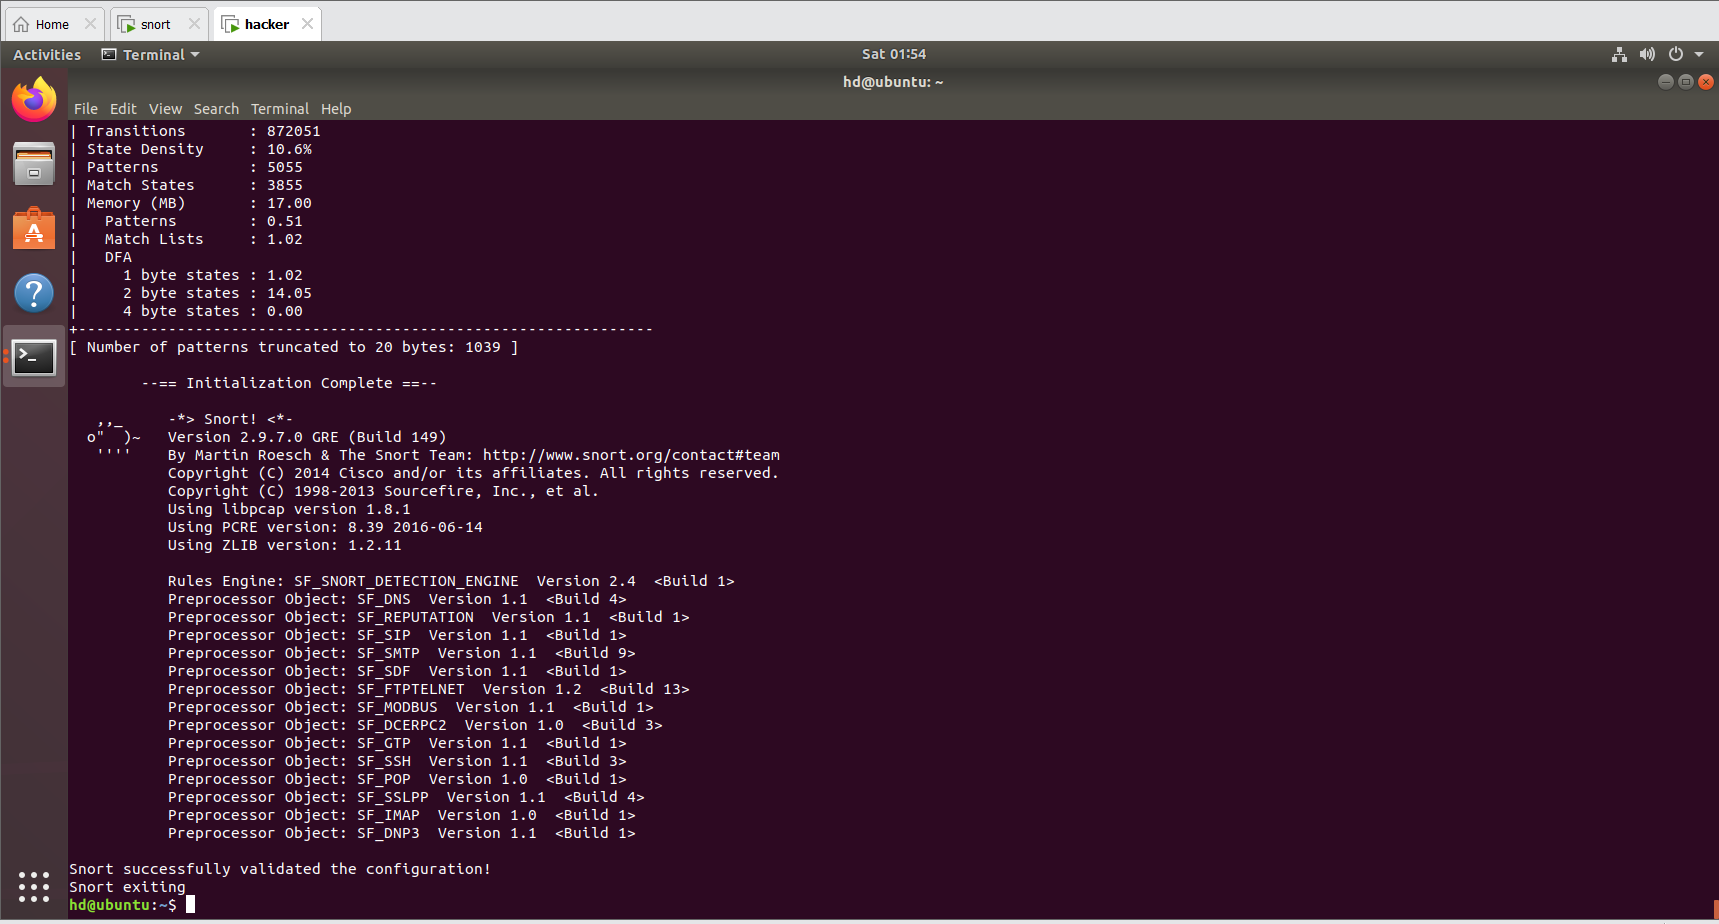 Home snort hacker
Activities Terminal Sat 01:54
hd@ubuntu: ~
File Edit View Search Terminal Help
| Transitions       : 872051
| State Density     : 10.6%
| Patterns          : 5055
| Match States      : 3855
| Memory (MB)       : 17.00
|   Patterns        : 0.51
|   Match Lists     : 1.02
|   DFA
|     1 byte states : 1.02
|     2 byte states : 14.05
|     4 byte states : 0.00
+----------------------------------------------------------------
[ Number of patterns truncated to 20 bytes: 1039 ]
        --== Initialization Complete ==--
   ,,_     -*> Snort! <*-
  o"  )~   Version 2.9.7.0 GRE (Build 149)
   ''''    By Martin Roesch & The Snort Team: http://www.snort.org/contact#team
           Copyright (C) 2014 Cisco and/or its affiliates. All rights reserved.
           Copyright (C) 1998-2013 Sourcefire, Inc., et al.
           Using libpcap version 1.8.1
           Using PCRE version: 8.39 2016-06-14
           Using ZLIB version: 1.2.11
           Rules Engine: SF_SNORT_DETECTION_ENGINE  Version 2.4  <Build 1>
           Preprocessor Object: SF_DNS  Version 1.1  <Build 4>
           Preprocessor Object: SF_REPUTATION  Version 1.1  <Build 1>
           Preprocessor Object: SF_SIP  Version 1.1  <Build 1>
           Preprocessor Object: SF_SMTP  Version 1.1  <Build 9>
           Preprocessor Object: SF_SDF  Version 1.1  <Build 1>
           Preprocessor Object: SF_FTPTELNET  Version 1.2  <Build 13>
           Preprocessor Object: SF_MODBUS  Version 1.1  <Build 1>
           Preprocessor Object: SF_DCERPC2  Version 1.0  <Build 3>
           Preprocessor Object: SF_GTP  Version 1.1  <Build 1>
           Preprocessor Object: SF_SSH  Version 1.1  <Build 3>
           Preprocessor Object: SF_POP  Version 1.0  <Build 1>
           Preprocessor Object: SF_SSLPP  Version 1.1  <Build 4>
           Preprocessor Object: SF_IMAP  Version 1.0  <Build 1>
           Preprocessor Object: SF_DNP3  Version 1.1  <Build 1>
Snort successfully validated the configuration!
Snort exiting
hd@ubuntu:~$